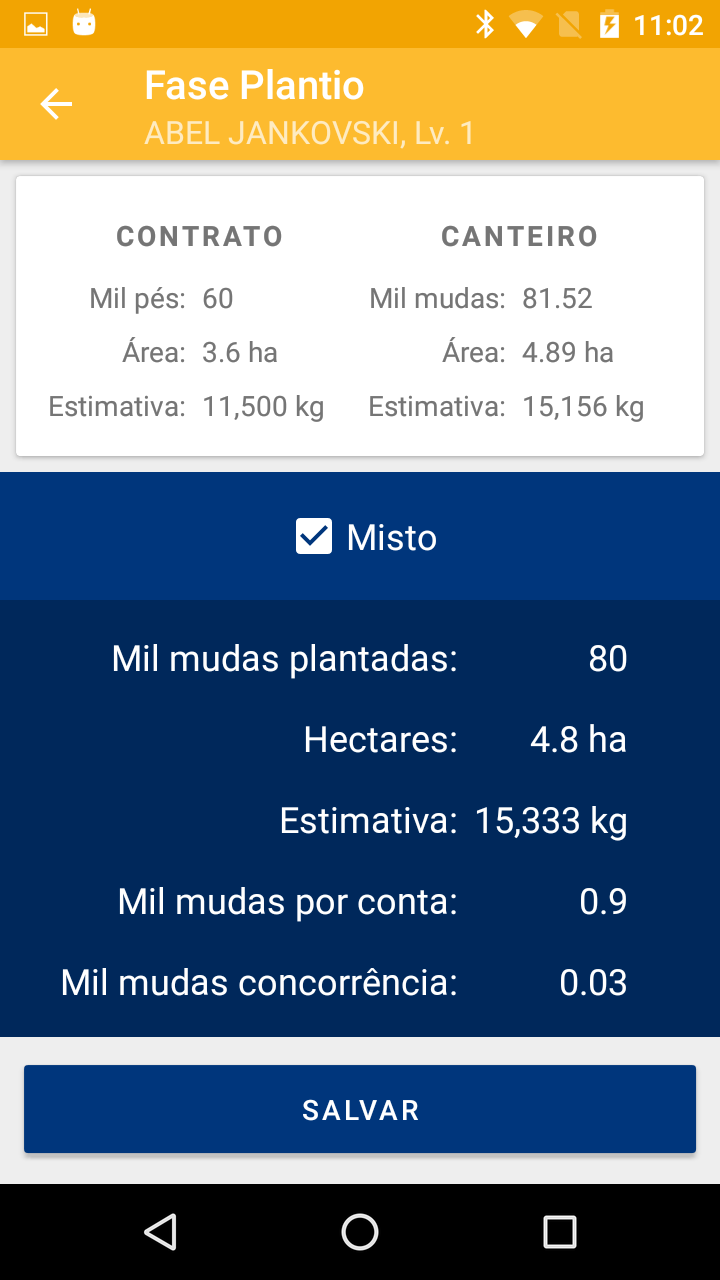 11:02
Fase Plantio
ABEL JANKOVSKI, Lv. 1
CONTRATO
Mil pés: 60
Área: 3.6 ha
Estimativa: 11,500 kg
CANTEIRO
Mil mudas: 81.52
Área: 4.89 ha
Estimativa: 15,156 kg
Misto
Mil mudas plantadas: 80
Hectares: 4.8 ha
Estimativa: 15,333 kg
Mil mudas por conta: 0.9
Mil mudas concorrência: 0.03
SALVAR